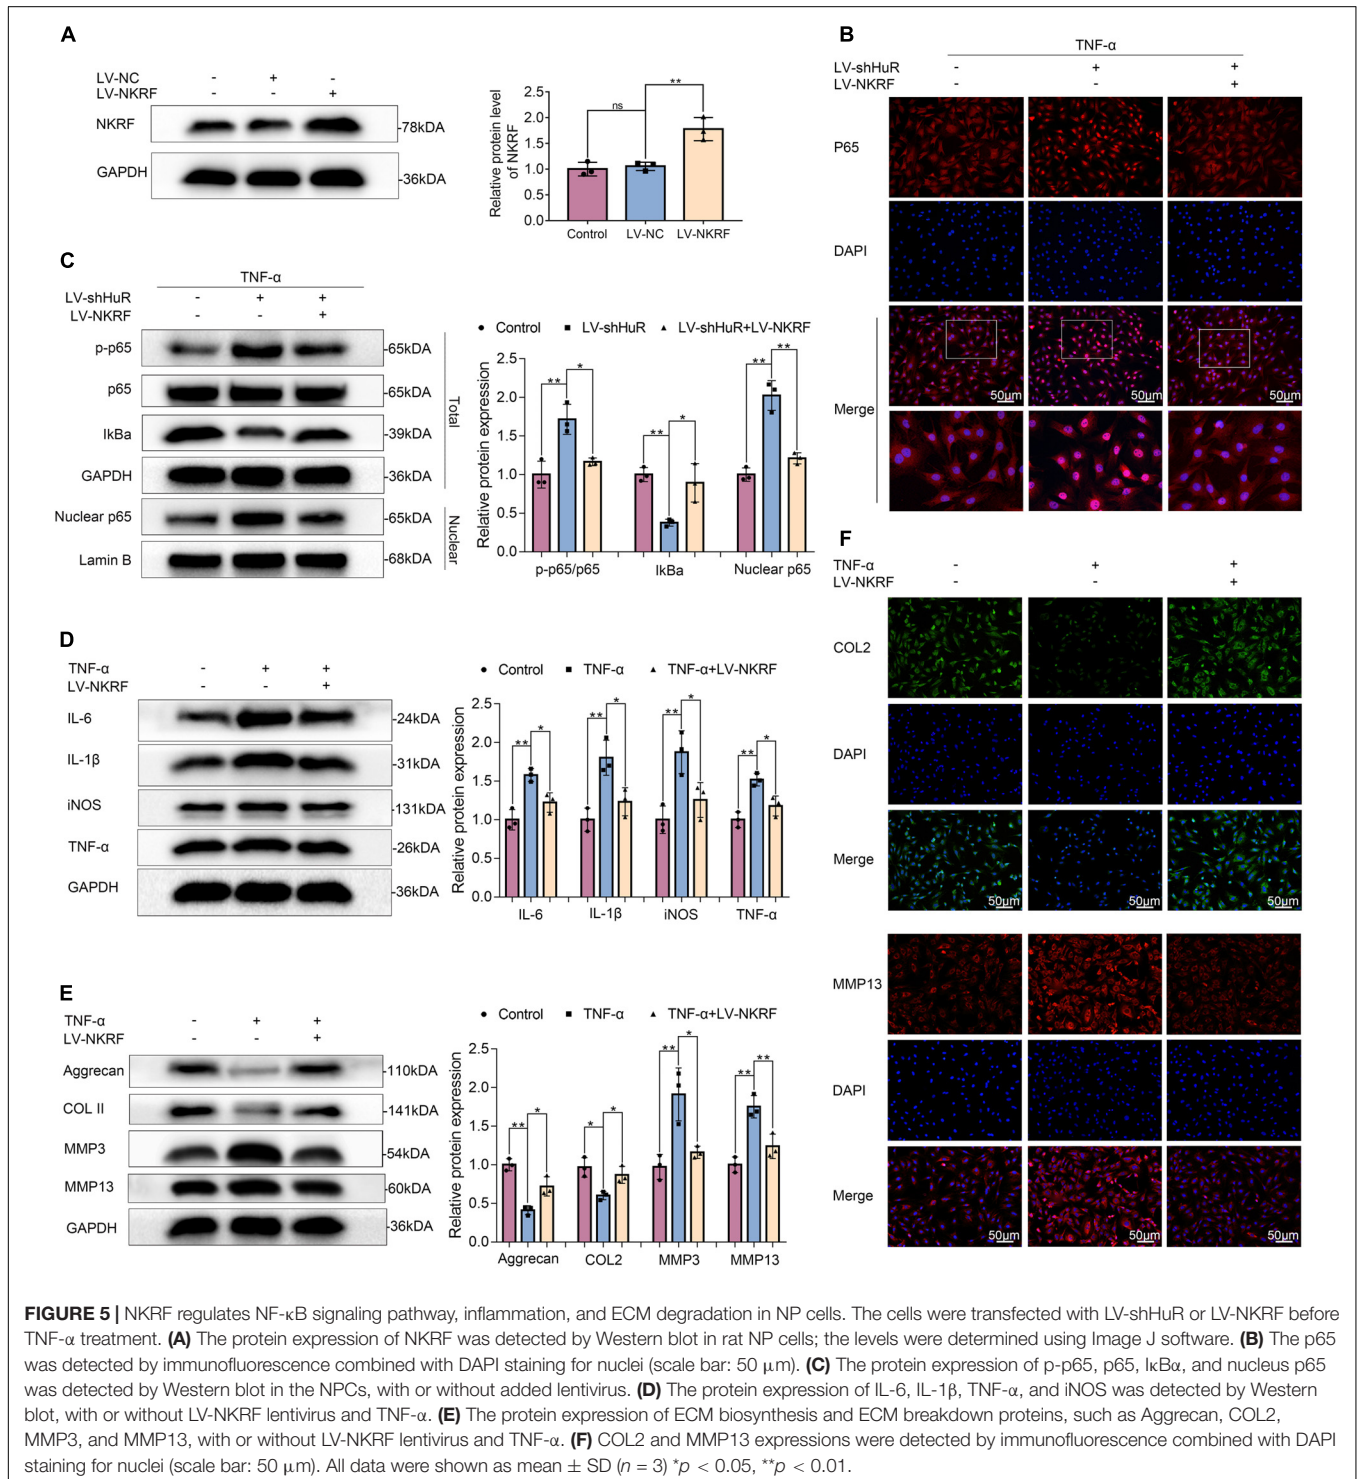 A
LV-NC - + -
LV-NKRF - - +
NKRF -78kDA
GAPDH -36kDA
Relative protein level
of NKRF
2.5
2.0
1.5
1.0
0.5
0.0
ns **
Control LV-NC LV-NKRF
B
TNF-α
LV-shHuR - + +
LV-NKRF - - +
P65
DAPI
Merge
50μm 50μm 50μm
C
TNF-α
LV-shHuR - + +
LV-NKRF - - +
p-p65 -65kDA
p65 -65kDA
IkBa -39kDA
GAPDH -36kDA
Nuclear p65 -65kDA
Lamin B -68kDA
Total
Nuclear
Control LV-shHuR LV-shHuR+LV-NKRF
Relative protein expression
2.5
2.0
1.5
1.0
0.5
0.0
** * ** * ** **
p-p65/p65 IkBa Nuclear p65
D
TNF-α - + +
LV-NKRF - - +
IL-6 -24kDA
IL-1β -31kDA
iNOS -131kDA
TNF-α -26kDA
GAPDH -36kDA
Control TNF-α TNF-α+LV-NKRF
Relative protein expression
2.5
2.0
1.5
1.0
0.5
0.0
** * ** * ** * ** *
IL-6 IL-1β iNOS TNF-α
E
TNF-α - + +
LV-NKRF - - +
Aggrecan -110kDA
COL II -141kDA
MMP3 -54kDA
MMP13 -60kDA
GAPDH -36kDA
Control TNF-α TNF-α+LV-NKRF
Relative protein expression
2.5
2.0
1.5
1.0
0.5
0.0
** * * * ** * ** **
Aggrecan COL2 MMP3 MMP13
F
TNF-α - + +
LV-NKRF - - +
COL2
DAPI
Merge
50μm 50μm 50μm
MMP13
DAPI
Merge
50μm 50μm 50μm
FIGURE 5 | NKRF regulates NF-κB signaling pathway, inflammation, and ECM degradation in NP cells. The cells were transfected with LV-shHuR or LV-NKRF before
TNF-α treatment. (A) The protein expression of NKRF was detected by Western blot in rat NP cells; the levels were determined using Image J software. (B) The p65
was detected by immunofluorescence combined with DAPI staining for nuclei (scale bar: 50 μm). (C) The protein expression of p-p65, p65, IκBα, and nucleus p65
was detected by Western blot in the NPCs, with or without added lentivirus. (D) The protein expression of IL-6, IL-1β, TNF-α, and iNOS was detected by Western
blot, with or without LV-NKRF lentivirus and TNF-α. (E) The protein expression of ECM biosynthesis and ECM breakdown proteins, such as Aggrecan, COL2,
MMP3, and MMP13, with or without LV-NKRF lentivirus and TNF-α. (F) COL2 and MMP13 expressions were detected by immunofluorescence combined with DAPI
staining for nuclei (scale bar: 50 μm). All data were shown as mean ± SD (n = 3) *p < 0.05, **p < 0.01.